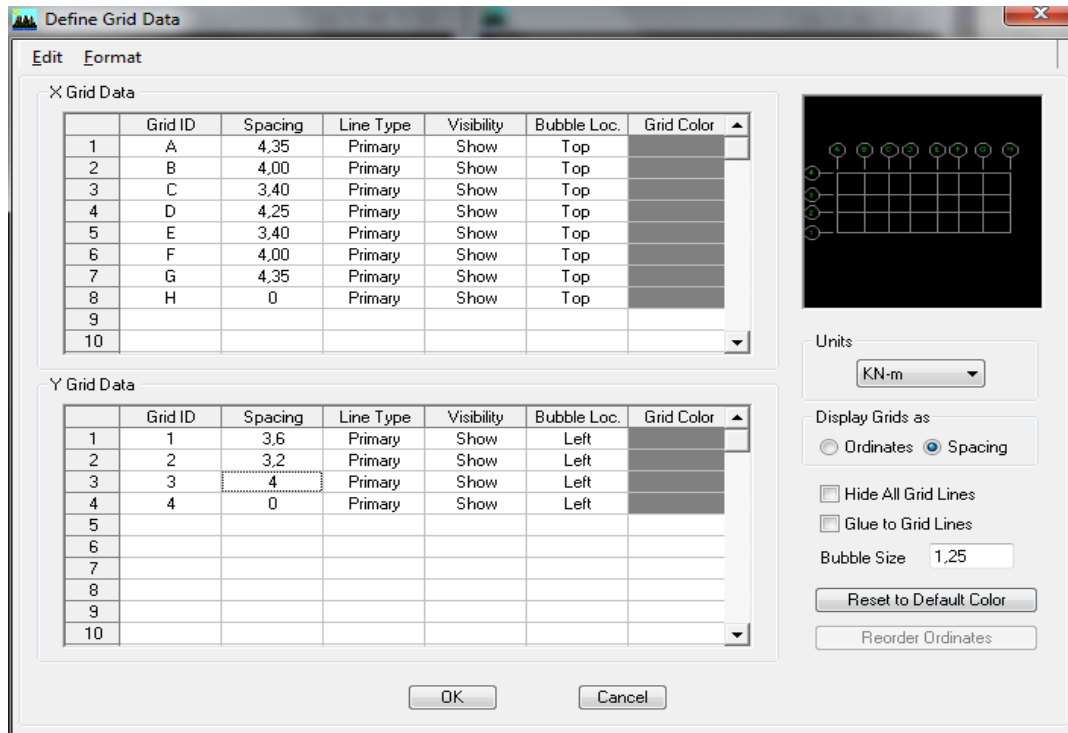 Define Grid Data
Edit Format
X Grid Data
Grid ID Spacing Line Type Visibility Bubble Loc. Grid Color
1 A 4,35 Primary Show Top
2 B 4,00 Primary Show Top
3 C 3,40 Primary Show Top
4 D 4,25 Primary Show Top
5 E 3,40 Primary Show Top
6 F 4,00 Primary Show Top
7 G 4,35 Primary Show Top
8 H 0 Primary Show Top
9
10
Y Grid Data
Grid ID Spacing Line Type Visibility Bubble Loc. Grid Color
1 1 3,6 Primary Show Left
2 2 3,2 Primary Show Left
3 3 4 Primary Show Left
4 4 0 Primary Show Left
5
6
7
8
9
10
A B C D E F G H
4
3
2
1
Units
KN-m
Display Grids as
Ordinates Spacing
Hide All Grid Lines
Glue to Grid Lines
Bubble Size 1,25
Reset to Default Color
Reorder Ordinates
OK Cancel